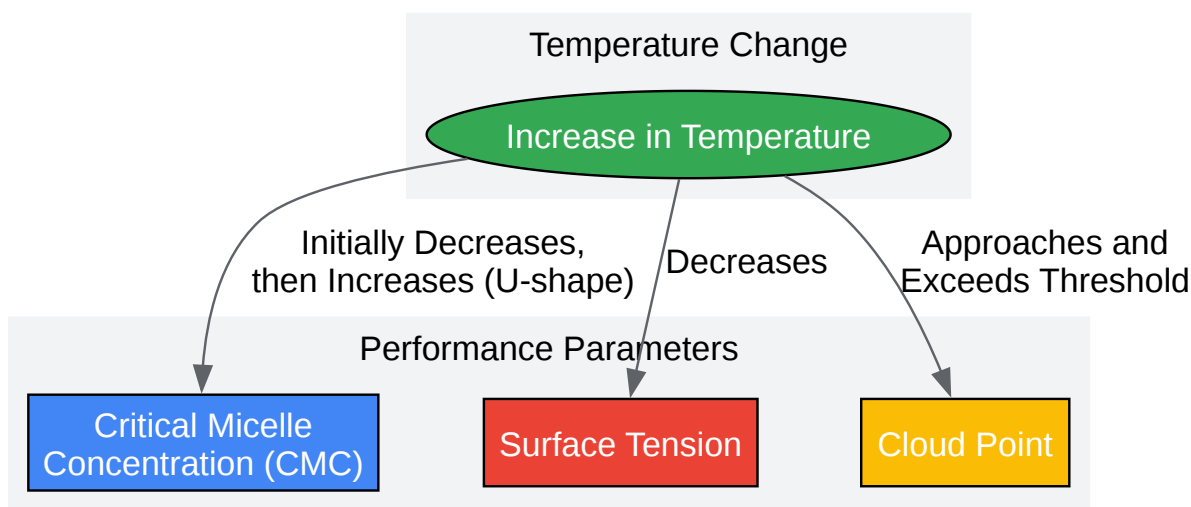 Temperature Change
Increase in Temperature
Initially Decreases,
then Increases (U-shape)
Decreases
Approaches and
Exceeds Threshold
Performance Parameters
Critical Micelle
Concentration (CMC)
Surface Tension
Cloud Point